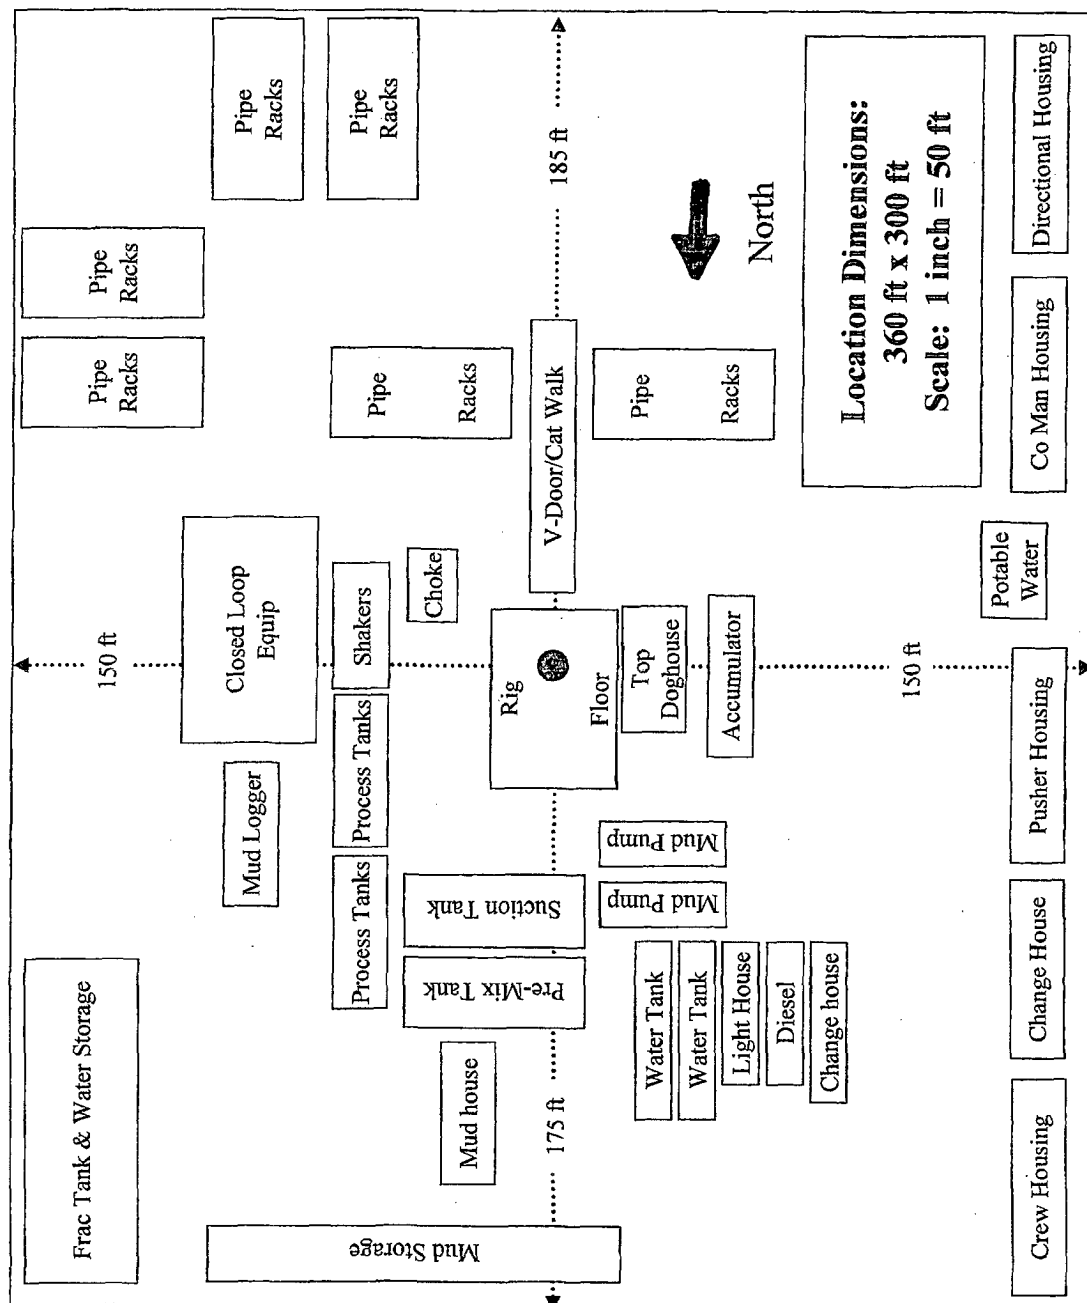 Pipe
Racks
Pipe
Racks
185 ft
Location Dimensions:
360 ft x 300 ft
Scale: 1 inch = 50 ft
Directional Housing
Pipe
Racks
North
Pipe
Racks
Pipe
Racks
V-Door/Cat Walk
Pipe
Racks
Co Man Housing
Closed Loop
Equip
Shakers
Choke
Potable
Water
150 ft
Rig
Floor
Top
Doghouse
Accumulator
150 ft
Pusher Housing
Mud Logger
Process Tanks
Process Tanks
Suction Tank
Mud Pump
Mud Pump
Change House
Frac Tank & Water Storage
Pre-Mix Tank
Mud house
Water Tank
Water Tank
Light House
Diesel
Change house
175 ft
Mud Storage
Crew Housing